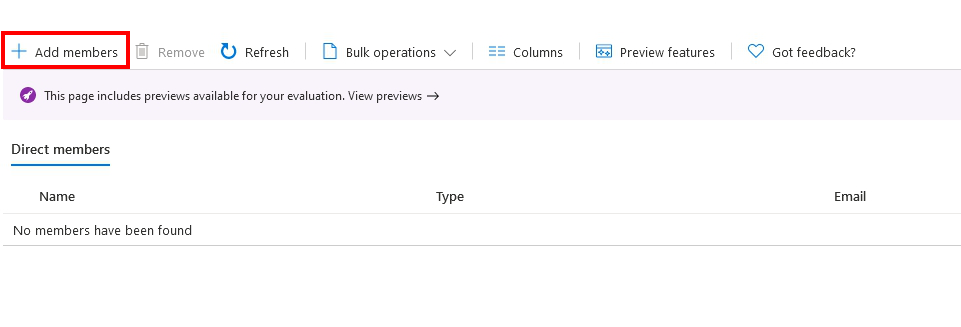 Add members Remove Refresh Bulk operations Columns Preview features Got feedback?
This page includes previews available for your evaluation. View previews →
Direct members
Name Type Email
No members have been found